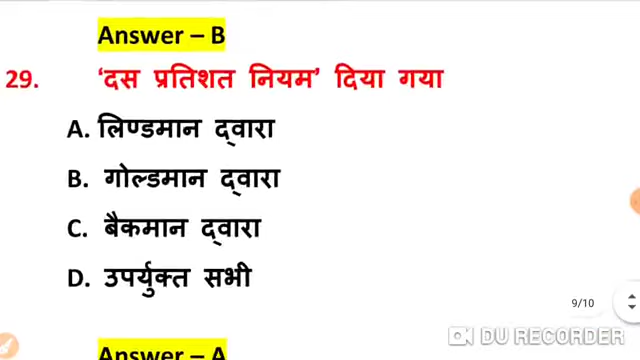 Answer – B
29. ‘दस प्रतिशत नियम’ दिया गया
A. लिण्डमान द्वारा
B. गोल्डमान द्वारा
C. बैकमान द्वारा
D. उपर्युक्त सभी
9/10
DU RECORDER
Answer – A